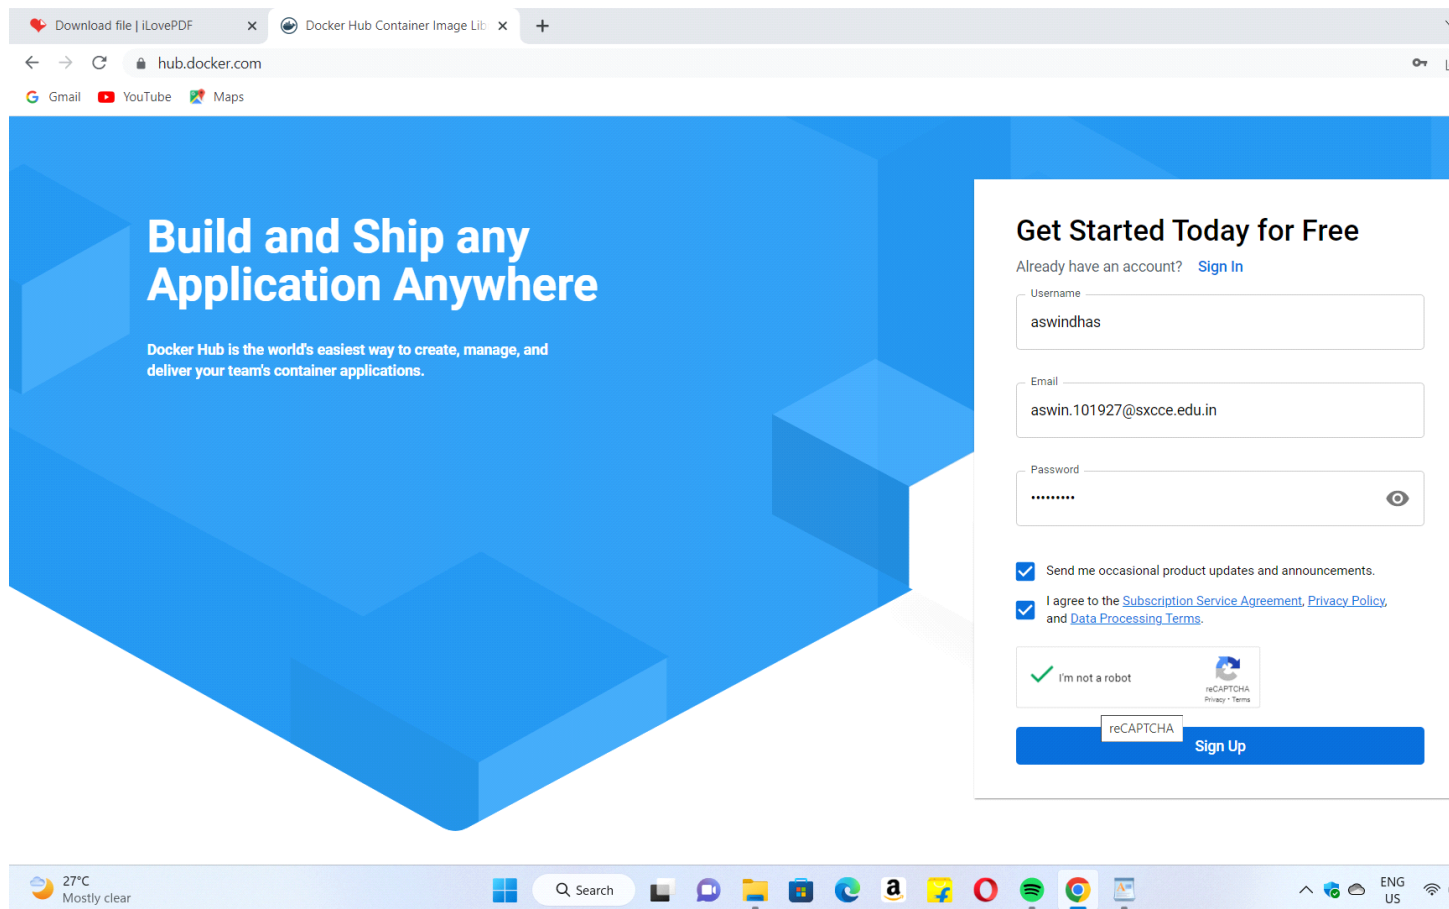 Download file | iLovePDF
Docker Hub Container Image Lib
hub.docker.com
Gmail YouTube Maps
Build and Ship any
Application Anywhere
Docker Hub is the world's easiest way to create, manage, and
deliver your team's container applications.
Get Started Today for Free
Already have an account? Sign In
Username
aswindhas
Email
aswin.101927@sxcce.edu.in
Password
•••••••••
Send me occasional product updates and announcements.
I agree to the Subscription Service Agreement, Privacy Policy,
and Data Processing Terms.
I'm not a robot
reCAPTCHA
Privacy - Terms
reCAPTCHA
Sign Up
27°C
Mostly clear
Search
ENG
US